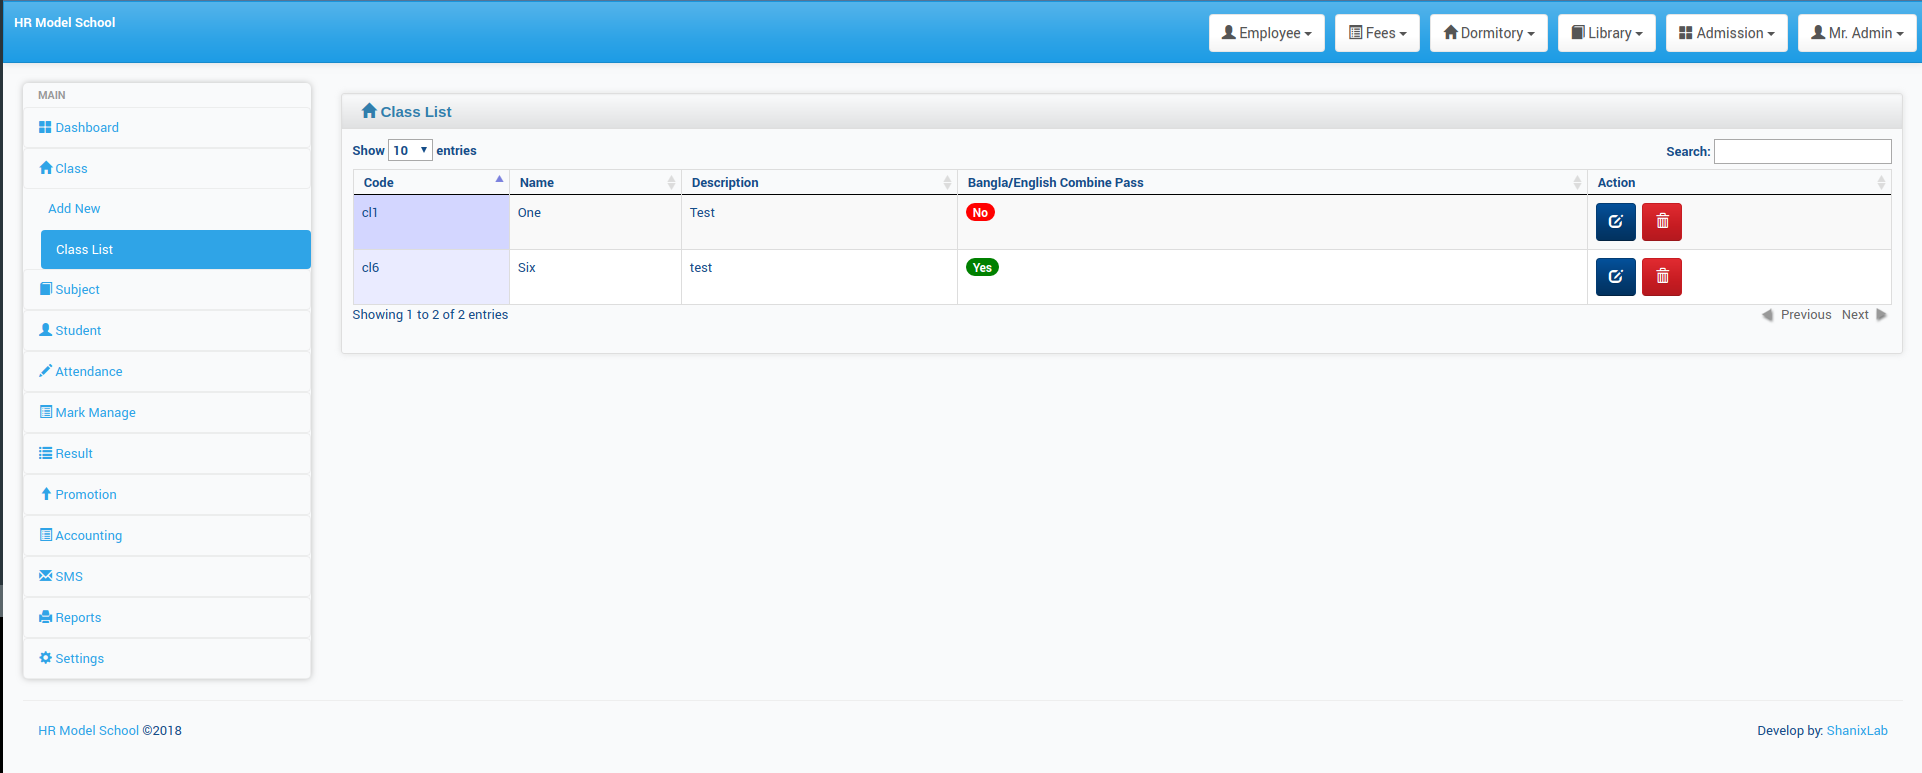 HR Model School
Employee Fees Dormitory Library Admission Mr. Admin
MAIN
Dashboard
Class
Add New
Class List
Subject
Student
Attendance
Mark Manage
Result
Promotion
Accounting
SMS
Reports
Settings
Class List
Show 10 entries
Search:
Code Name Description Bangla/English Combine Pass Action
cl1 One Test No
cl6 Six test Yes
Showing 1 to 2 of 2 entries
Previous Next
HR Model School ©2018
Develop by: ShanixLab